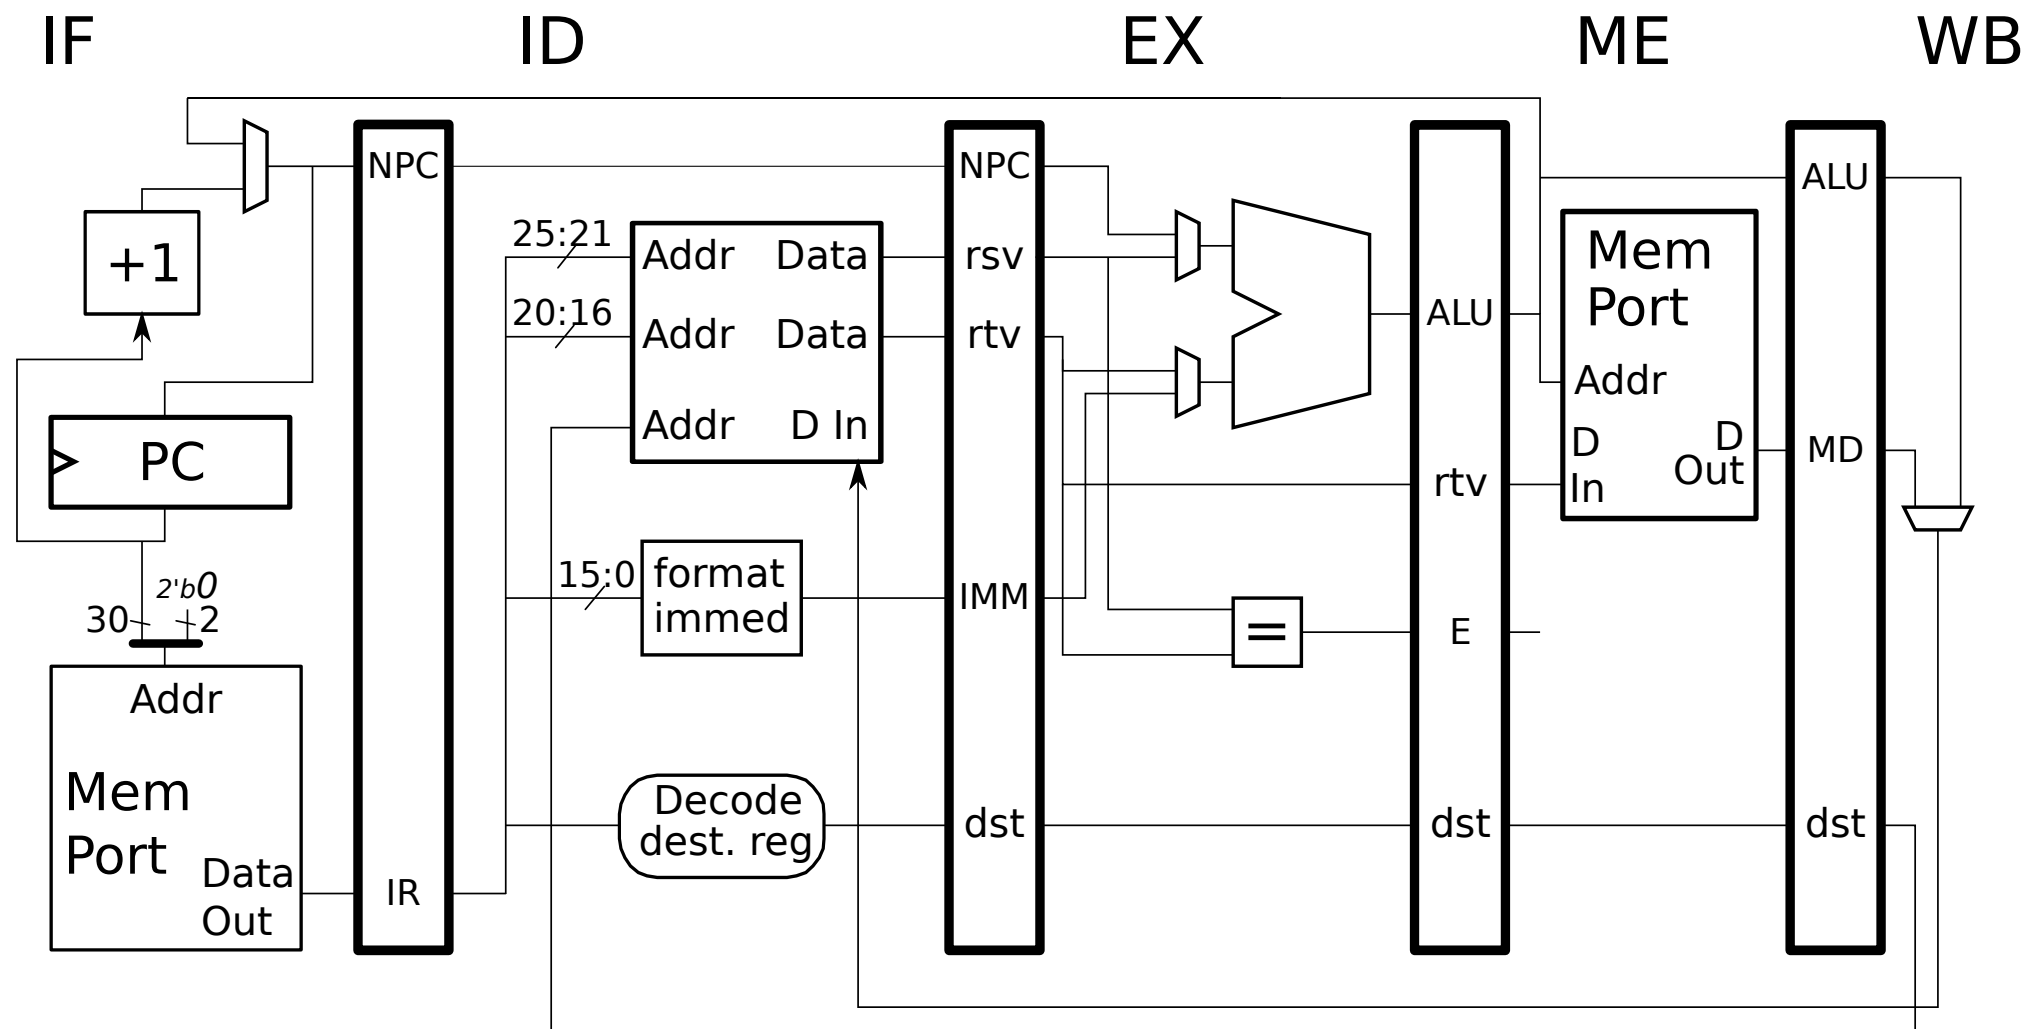 IF
ID
EX
ME
WB
+1
PC
2'b0
30
2
Addr
Mem
Port
Data
Out
NPC
IR
25:21
20:16
Addr
Data
Addr
Data
Addr
D In
15:0
format
immed
Decode
dest. reg
NPC
rsv
rtv
IMM
dst
=
ALU
rtv
E
dst
Mem
Port
Addr
D
In
D
Out
ALU
MD
dst